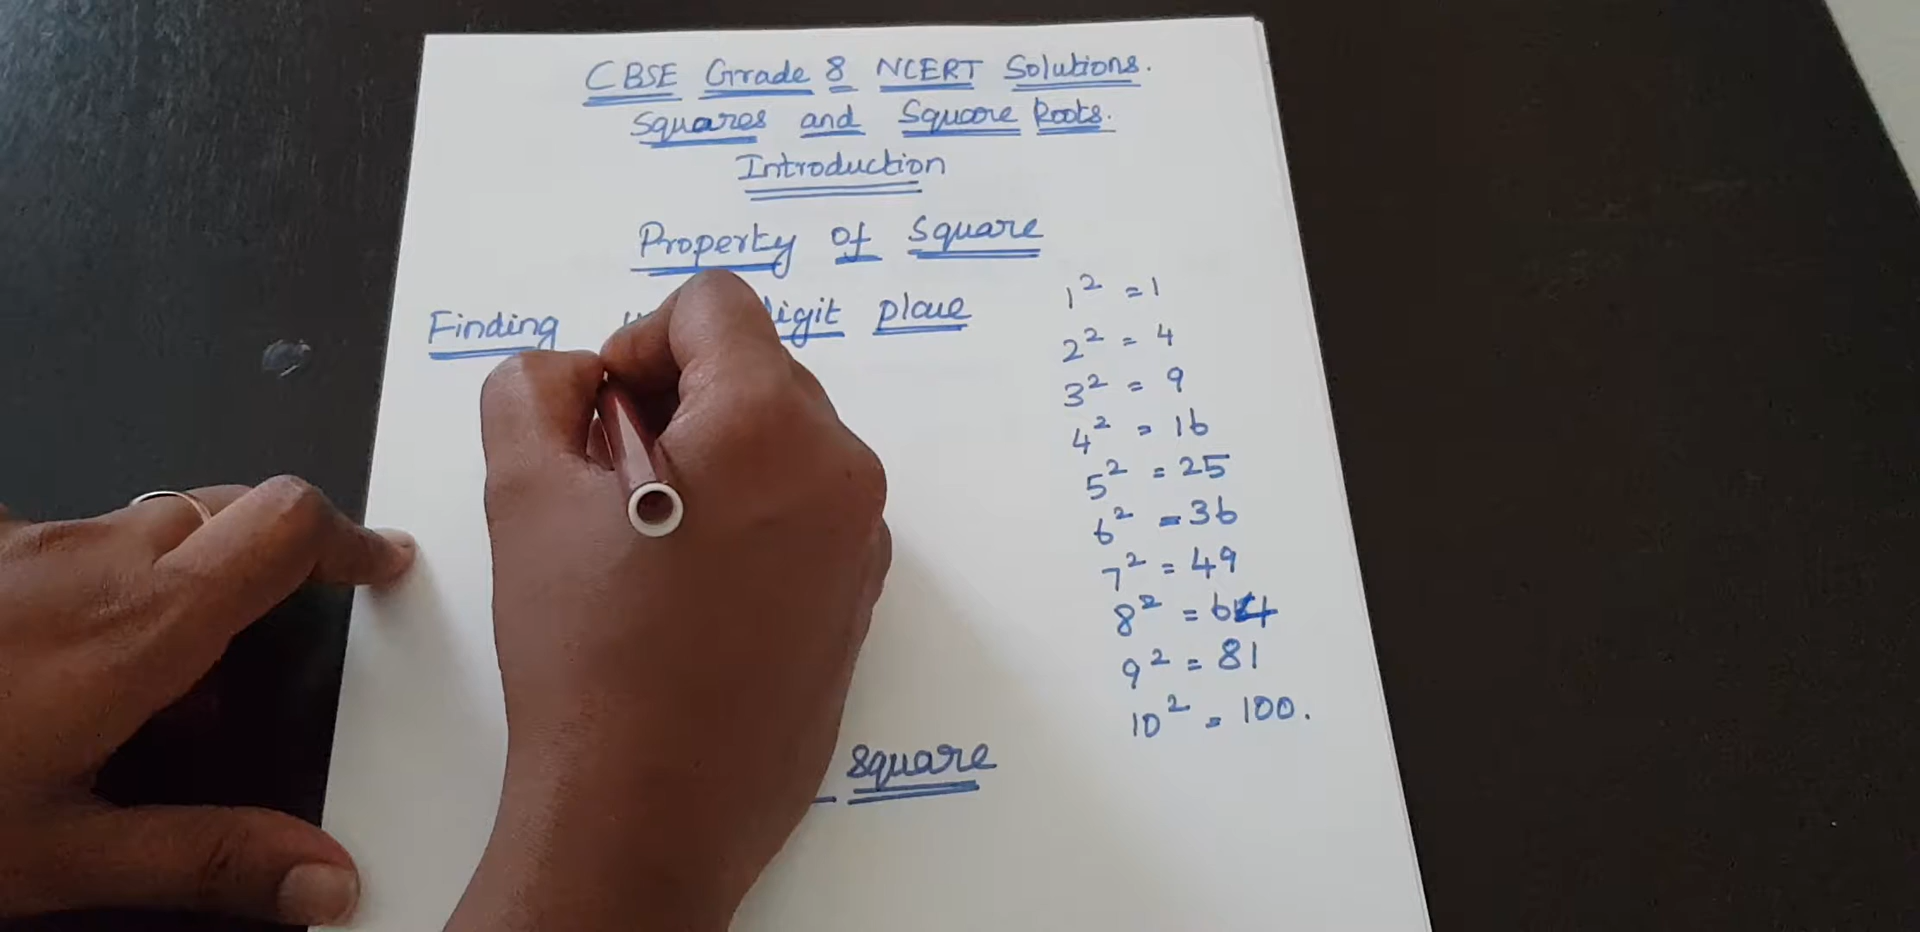 CBSE Grade 8 NCERT Solutions.
Squares and Square Roots.
Introduction
Property of Square
Finding digit place
1² = 1
2² = 4
3² = 9
4² = 16
5² = 25
6² = 36
7² = 49
8² = 64
9² = 81
10² = 100.
square